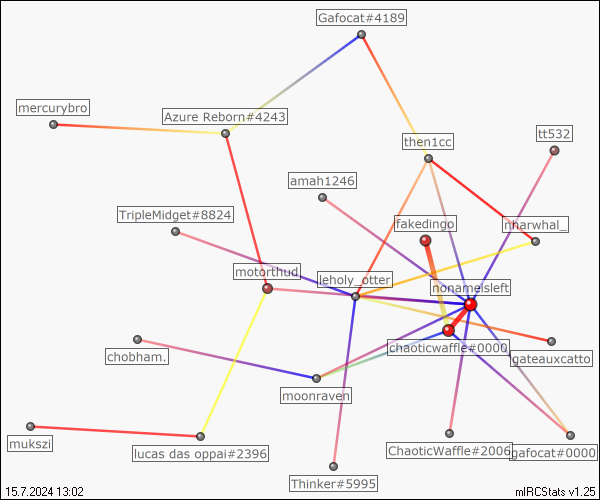 Gafocat#4189
mercurybro
Azure Reborn#4243
then1cc
tt532
amah1246
TripleMidget#8824
fakedingo
nharwhal_
motorthud
leholy_otter
nonameisleft
chobham.
chaoticwaffle#0000
gateauxcatto
moonraven
mukszi
lucas das oppai#2396
ChaoticWaffle#2006
gafocat#0000
Thinker#5995
15.7.2024 13:02
mIRCStats v1.25